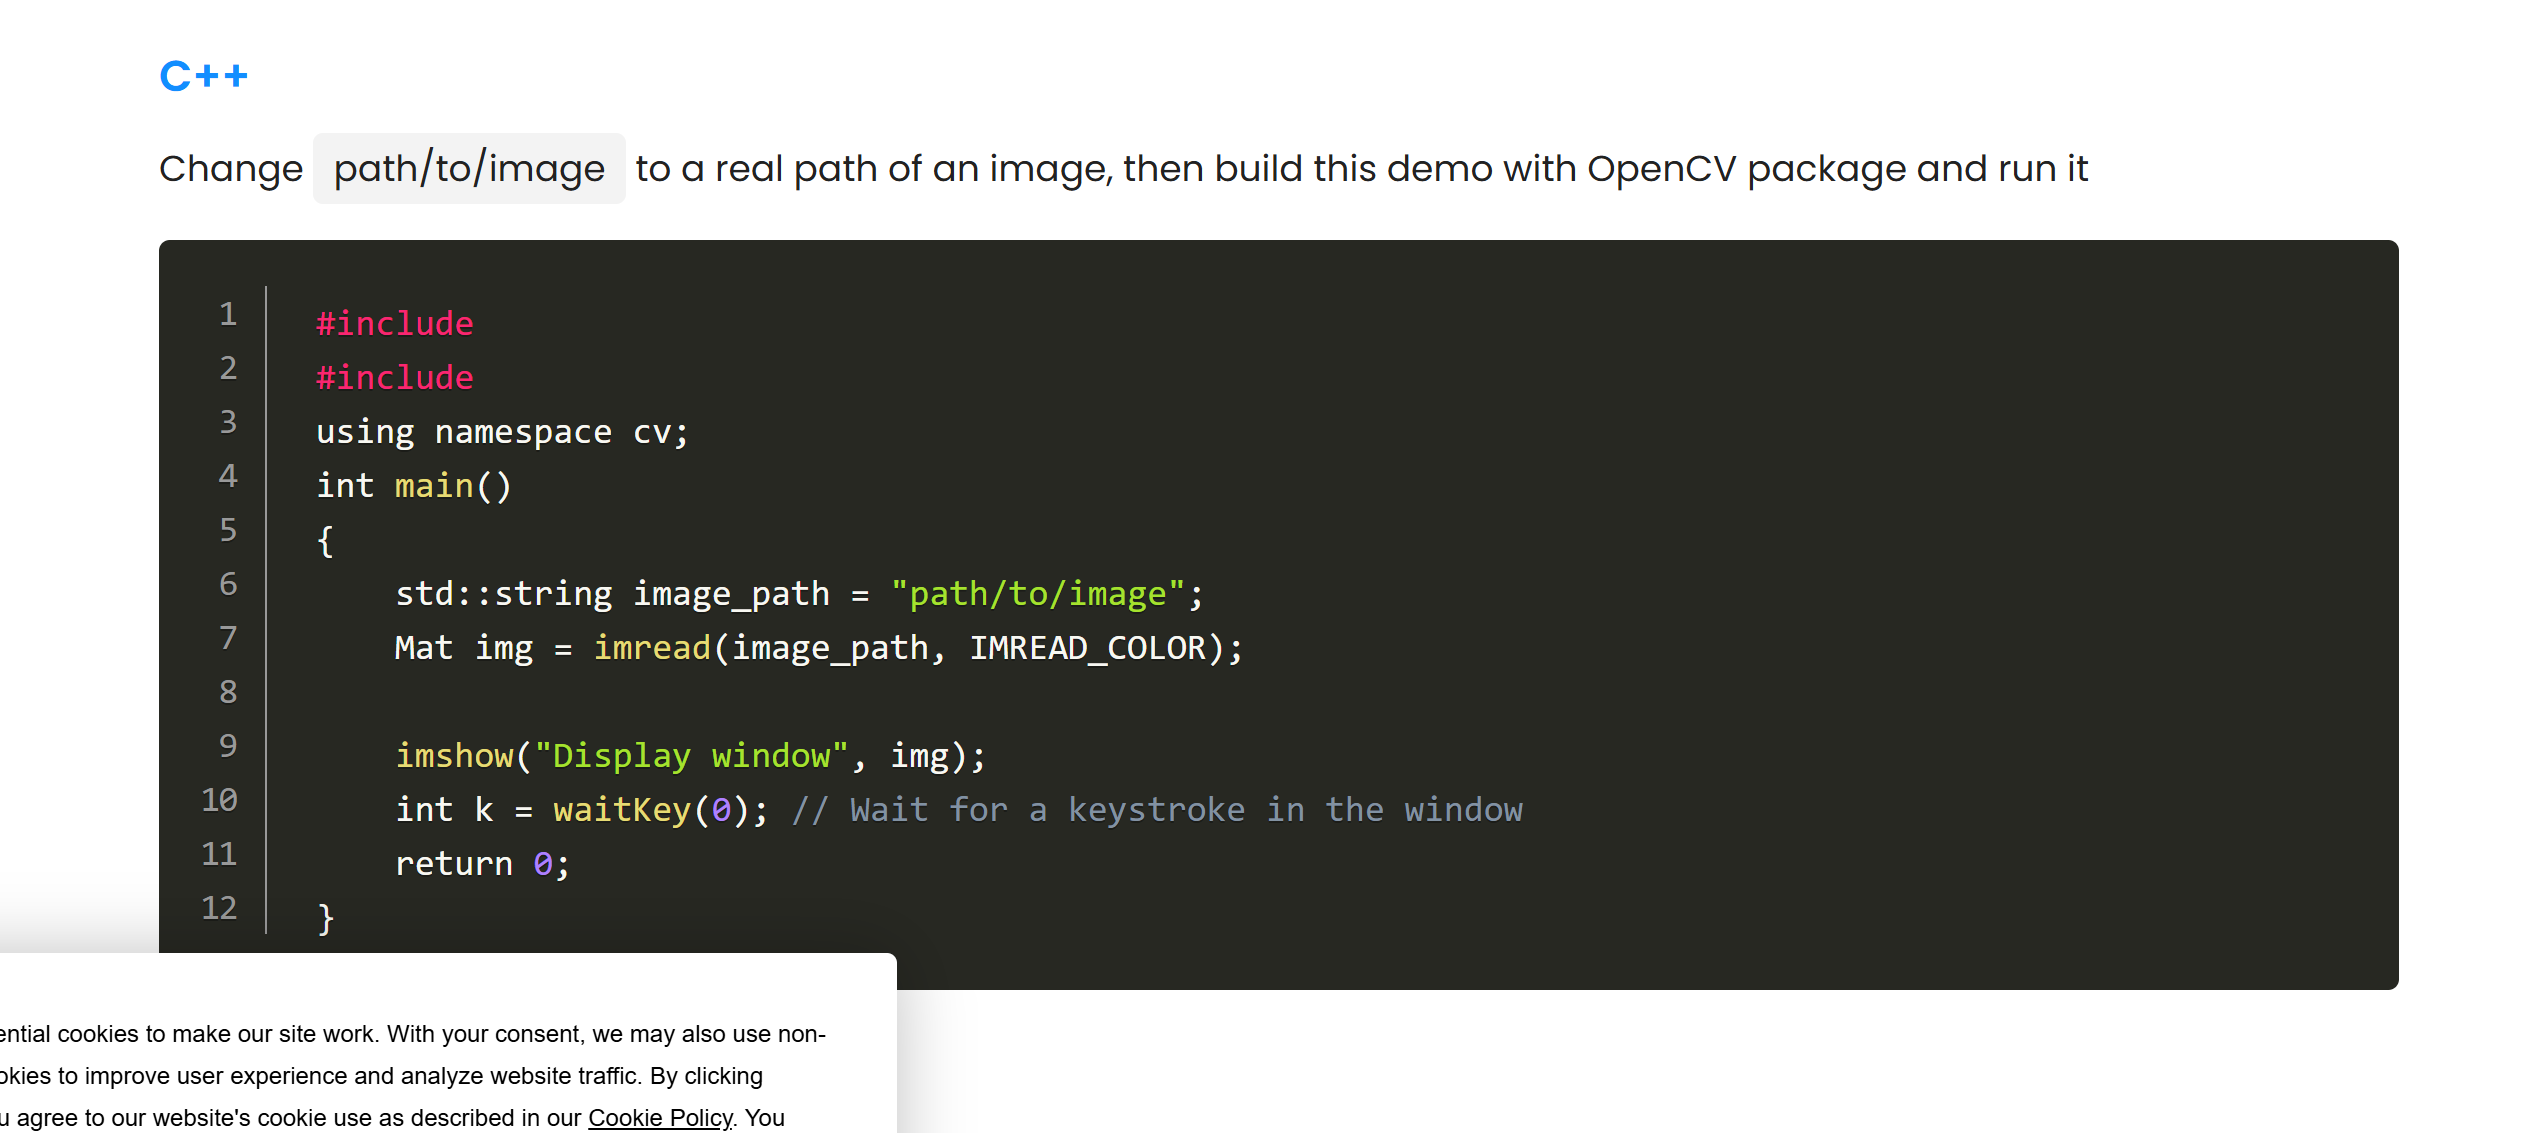 C++
Change path/to/image to a real path of an image, then build this demo with OpenCV package and run it
1 #include
2 #include
3 using namespace cv;
4 int main()
5 {
6     std::string image_path = "path/to/image";
7     Mat img = imread(image_path, IMREAD_COLOR);
8
9     imshow("Display window", img);
10     int k = waitKey(0); // Wait for a keystroke in the window
11     return 0;
12 }
ential cookies to make our site work. With your consent, we may also use non-
okies to improve user experience and analyze website traffic. By clicking
u agree to our website's cookie use as described in our Cookie Policy. You